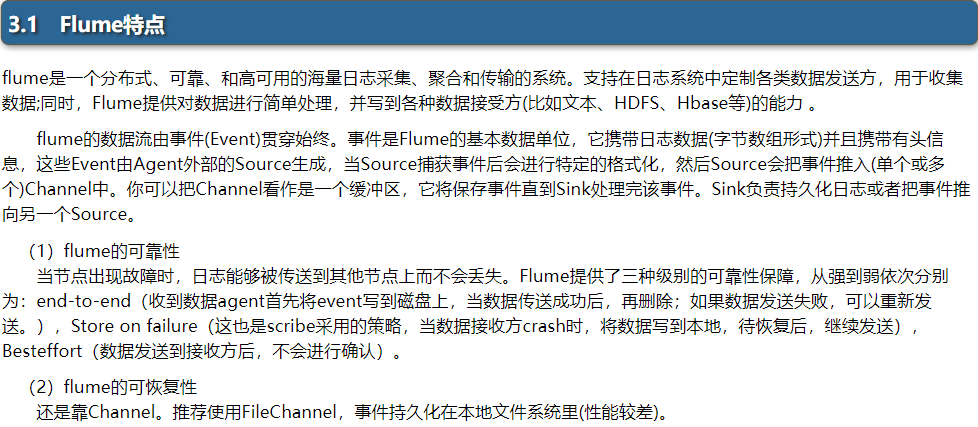 3.1 Flume特点
flume是一个分布式、可靠、和高可用的海量日志采集、聚合和传输的系统。支持在日志系统中定制各类数据发送方，用于收集
数据;同时，Flume提供对数据进行简单处理，并写到各种数据接受方(比如文本、HDFS、Hbase等)的能力 。
flume的数据流由事件(Event)贯穿始终。事件是Flume的基本数据单位，它携带日志数据(字节数组形式)并且携带有头信
息，这些Event由Agent外部的Source生成，当Source捕获事件后会进行特定的格式化，然后Source会把事件推入(单个或多
个)Channel中。你可以把Channel看作是一个缓冲区，它将保存事件直到Sink处理完该事件。Sink负责持久化日志或者把事件推
向另一个Source。
（1）flume的可靠性
当节点出现故障时，日志能够被传送到其他节点上而不会丢失。Flume提供了三种级别的可靠性保障，从强到弱依次分别
为：end-to-end（收到数据agent首先将event写到磁盘上，当数据传送成功后，再删除；如果数据发送失败，可以重新发
送。），Store on failure（这也是scribe采用的策略，当数据接收方crash时，将数据写到本地，待恢复后，继续发送），
Besteffort（数据发送到接收方后，不会进行确认）。
（2）flume的可恢复性
还是靠Channel。推荐使用FileChannel，事件持久化在本地文件系统里(性能较差)。